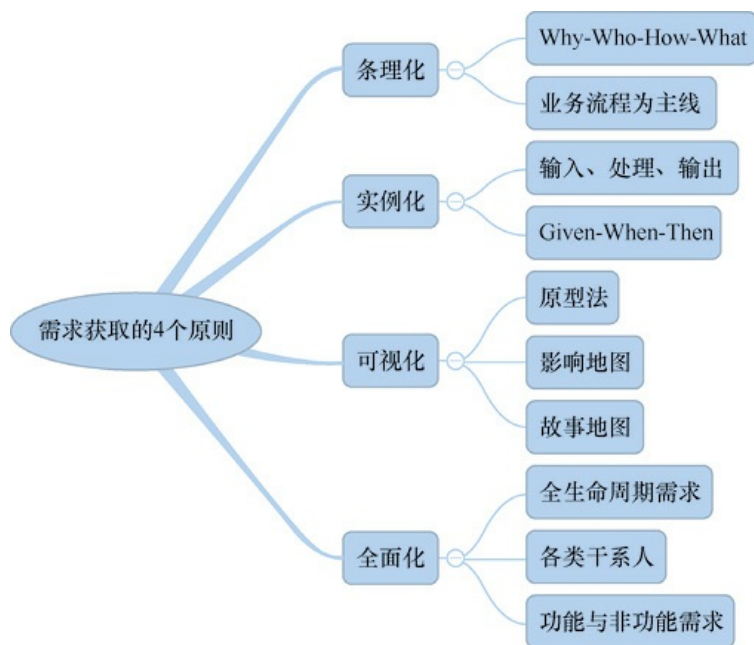 需求获取的4个原则
条理化
Why-Who-How-What
业务流程为主线
实例化
输入、处理、输出
Given-When-Then
可视化
原型法
影响地图
故事地图
全面化
全生命周期需求
各类干系人
功能与非功能需求